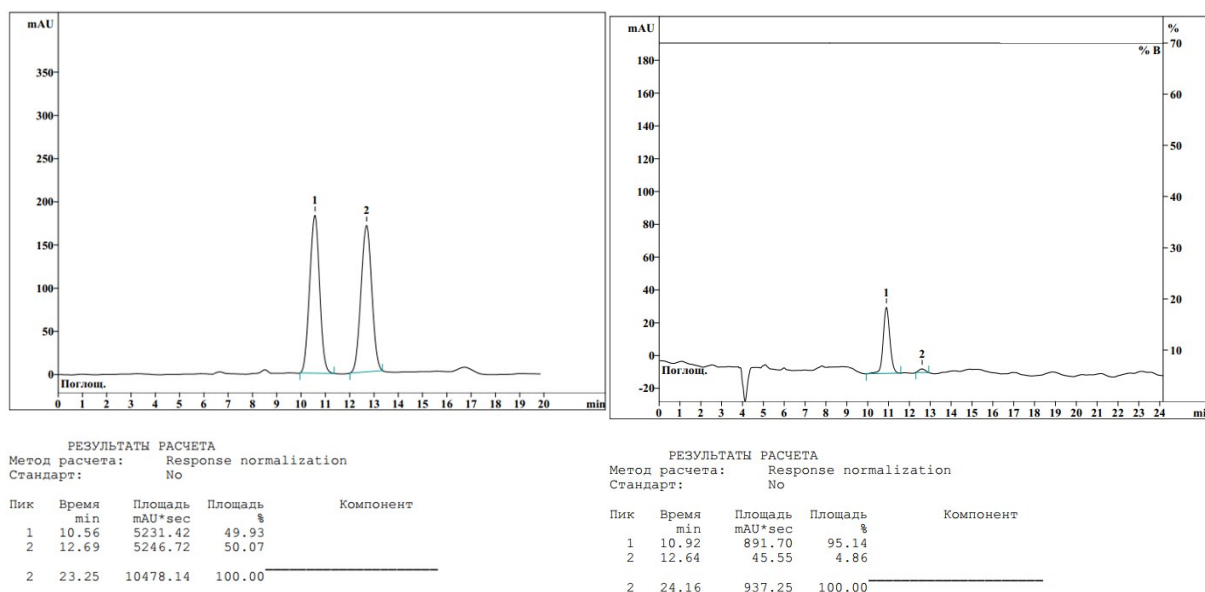 mAU
350
300
250
200
150
100
50
0
1
2
Поглощ.
0 1 2 3 4 5 6 7 8 9 10 11 12 13 14 15 16 17 18 19 20 min
РЕЗУЛЬТАТЫ РАСЧЕТА
Метод расчета: Response normalization
Стандарт: No
Пик Время Площадь Площадь Компонент
min mAU*sec %
1 10.56 5231.42 49.93
2 12.69 5246.72 50.07
2 23.25 10478.14 100.00
mAU
180
160
140
120
100
80
60
40
20
0
-20
1
2
Поглощ.
%
70
% B
60
50
40
30
20
10
0 1 2 3 4 5 6 7 8 9 10 11 12 13 14 15 16 17 18 19 20 21 22 23 24 mi
РЕЗУЛЬТАТЫ РАСЧЕТА
Метод расчета: Response normalization
Стандарт: No
Пик Время Площадь Площадь Компонент
min mAU*sec %
1 10.92 891.70 95.14
2 12.64 45.55 4.86
2 24.16 937.25 100.00